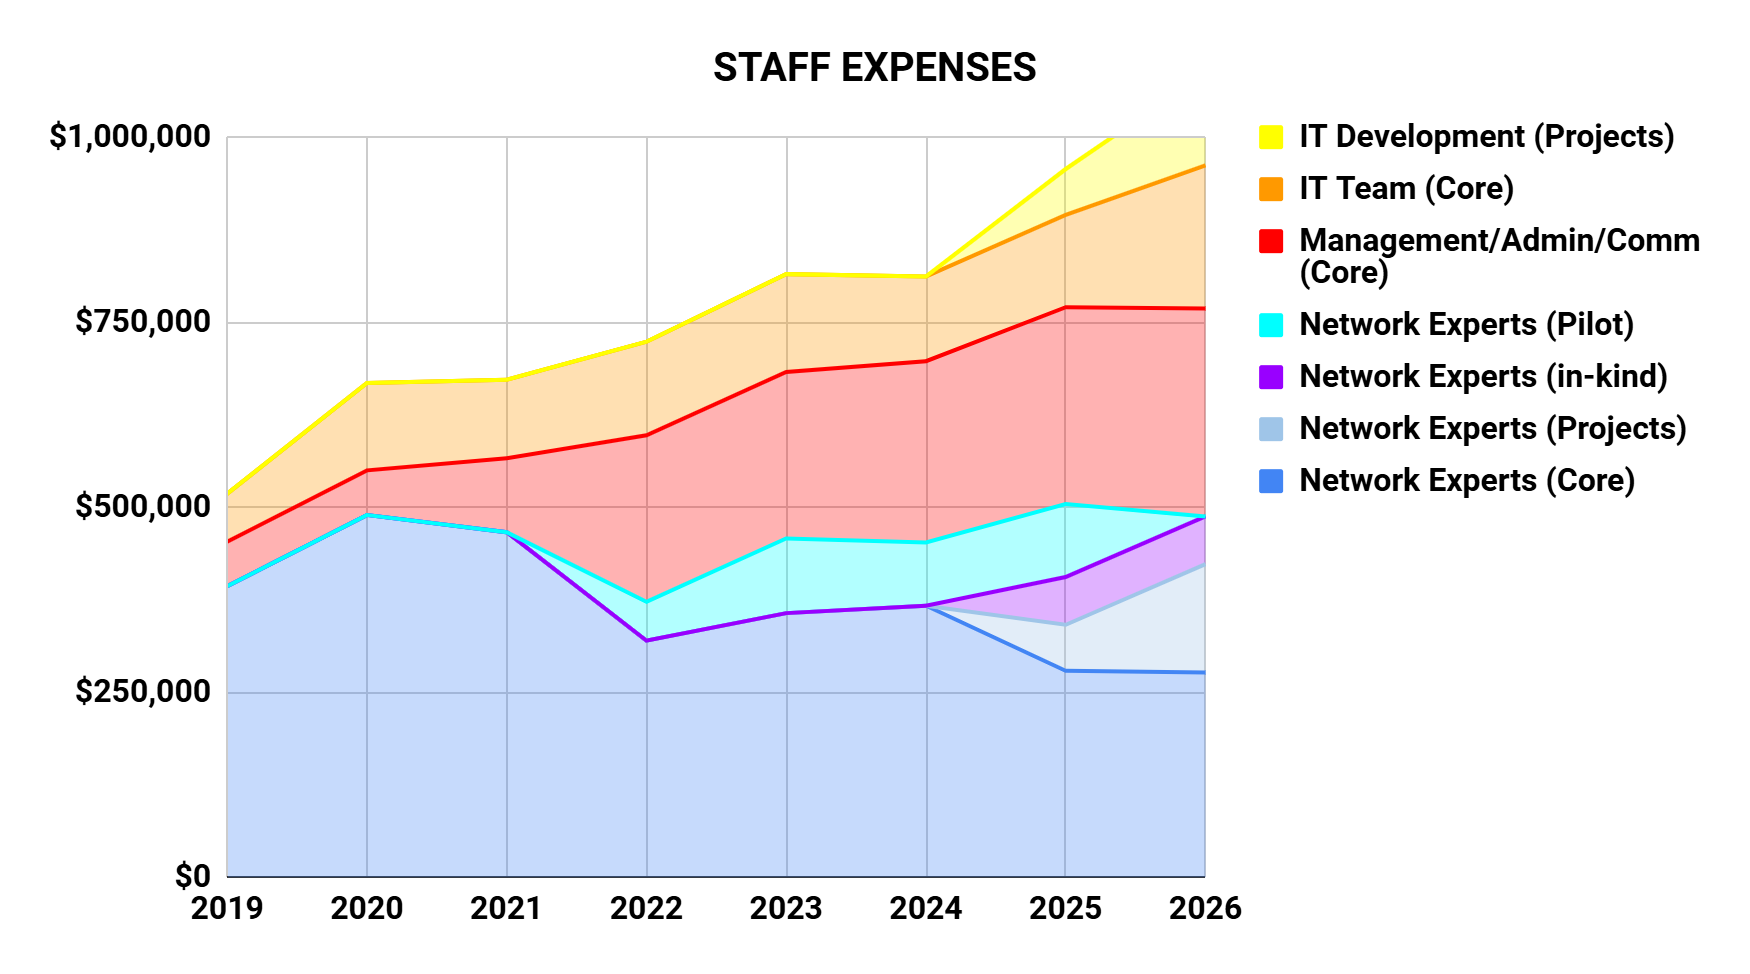 STAFF EXPENSES
$1,000,000
$750,000
$500,000
$250,000
$0
2019 2020 2021 2022 2023 2024 2025 2026
IT Development (Projects)
IT Team (Core)
Management/Admin/Comm
(Core)
Network Experts (Pilot)
Network Experts (in-kind)
Network Experts (Projects)
Network Experts (Core)